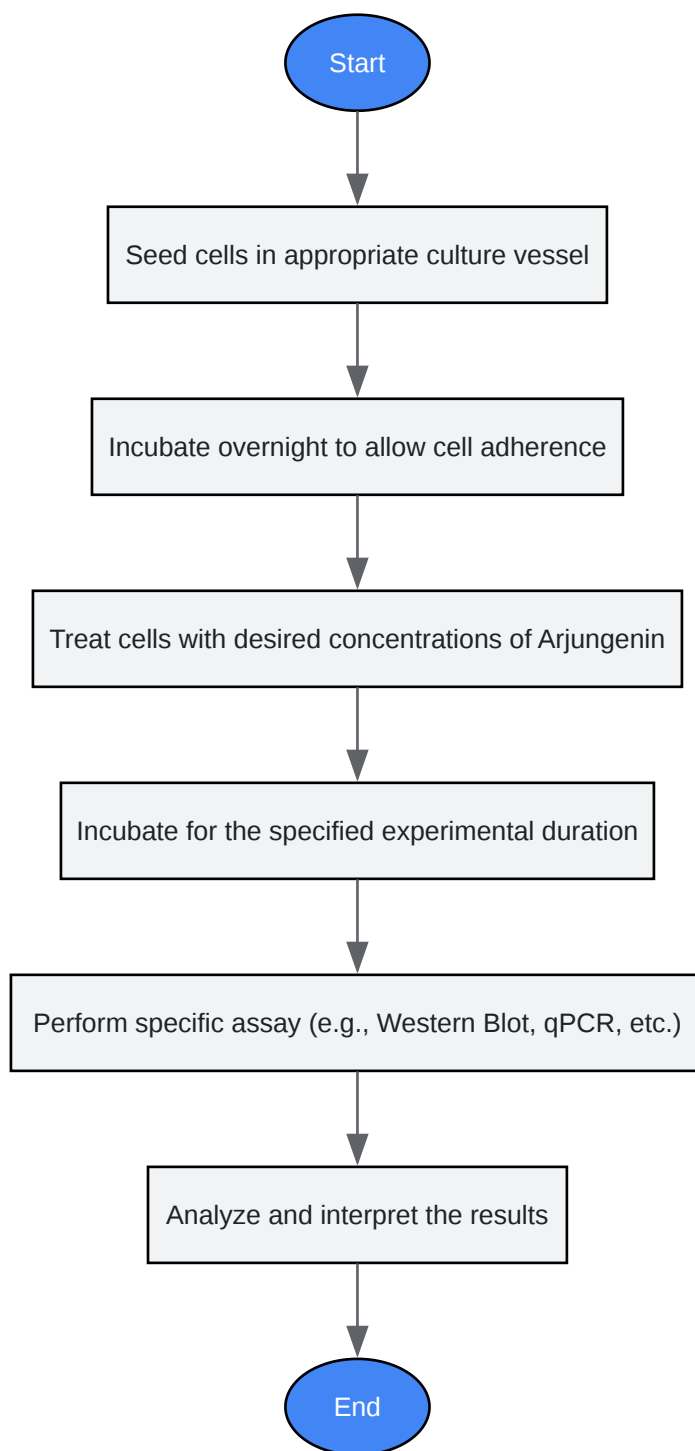 Start
Seed cells in appropriate culture vessel
Incubate overnight to allow cell adherence
Treat cells with desired concentrations of Arjungenin
Incubate for the specified experimental duration
Perform specific assay (e.g., Western Blot, qPCR, etc.)
Analyze and interpret the results
End